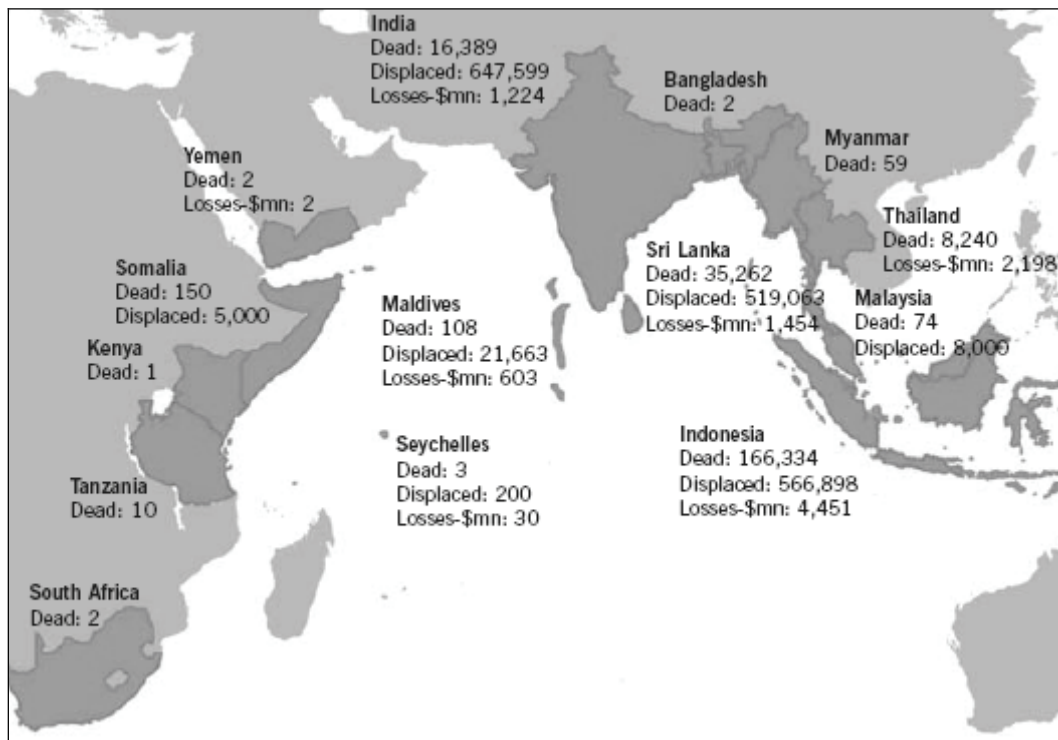 India
Dead: 16,389
Displaced: 647,599
Losses-$mn: 1,224
Bangladesh
Dead: 2
Myanmar
Dead: 59
Yemen
Dead: 2
Losses-$mn: 2
Thailand
Dead: 8,240
Losses-$mn: 2,198
Sri Lanka
Dead: 35,262
Displaced: 519,063
Losses-$mn: 1,454
Somalia
Dead: 150
Displaced: 5,000
Maldives
Dead: 108
Displaced: 21,663
Losses-$mn: 603
Malaysia
Dead: 74
Displaced: 8,000
Kenya
Dead: 1
Seychelles
Dead: 3
Displaced: 200
Losses-$mn: 30
Indonesia
Dead: 166,334
Displaced: 566,898
Losses-$mn: 4,451
Tanzania
Dead: 10
South Africa
Dead: 2